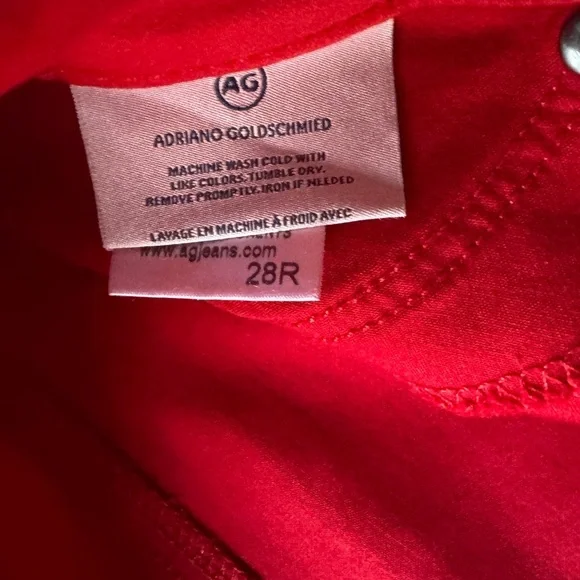 AG
ADRIANO GOLDSCHMIED
MACHINE WASH COLD WITH
LIKE COLORS. TUMBLE DRY.
REMOVE PROMPTLY. IRON IF NEEDED
LAVAGE EN MACHINE À FROID AVEC
www.agjeans.com
28R